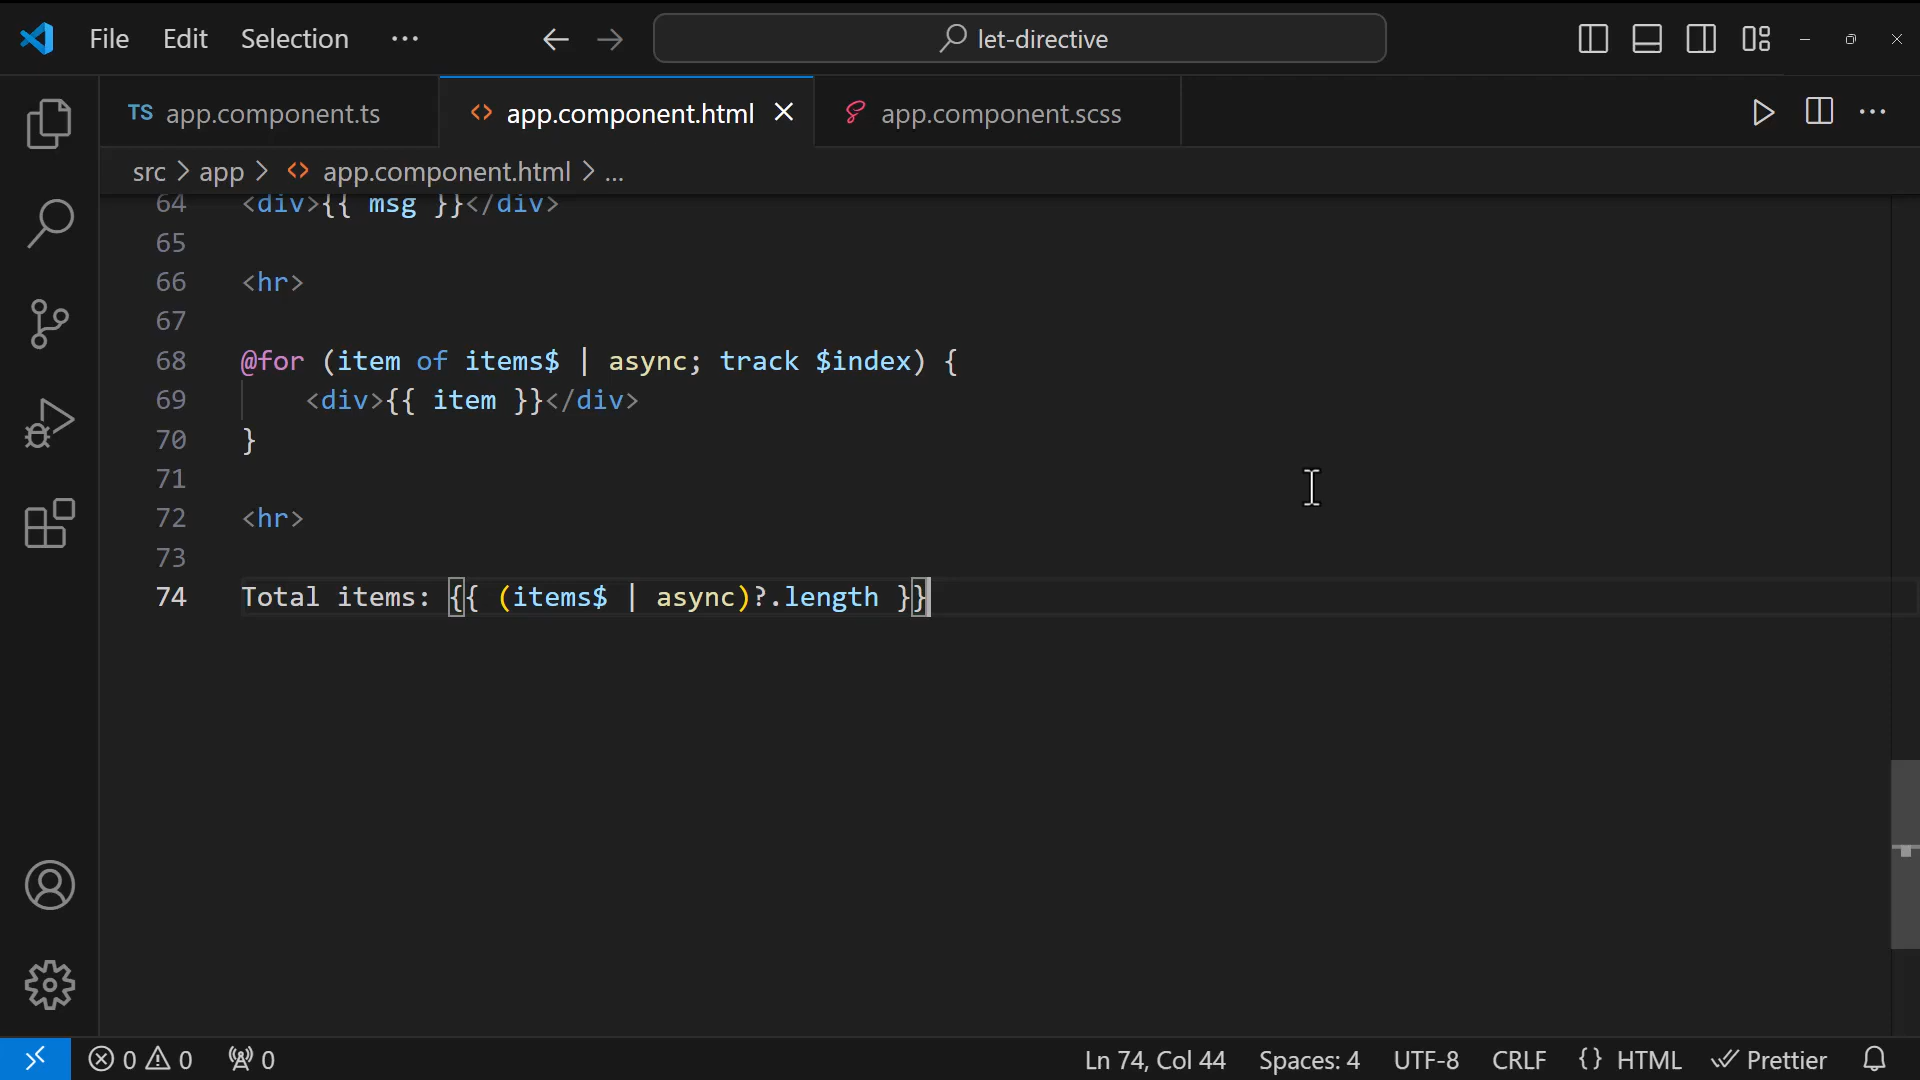 File Edit Selection ··· let-directive
TS app.component.ts <> app.component.html × app.component.scss ···
src > app > <> app.component.html > ...
64 <div>{{ msg }}</div>
65
66 <hr>
67
68 @for (item of items$ | async; track $index) {
69 <div>{{ item }}</div>
70 }
71
72 <hr>
73
74 Total items: {{ (items$ | async)?.length }}
0 0 0 Ln 74, Col 44 Spaces: 4 UTF-8 CRLF {} HTML Prettier